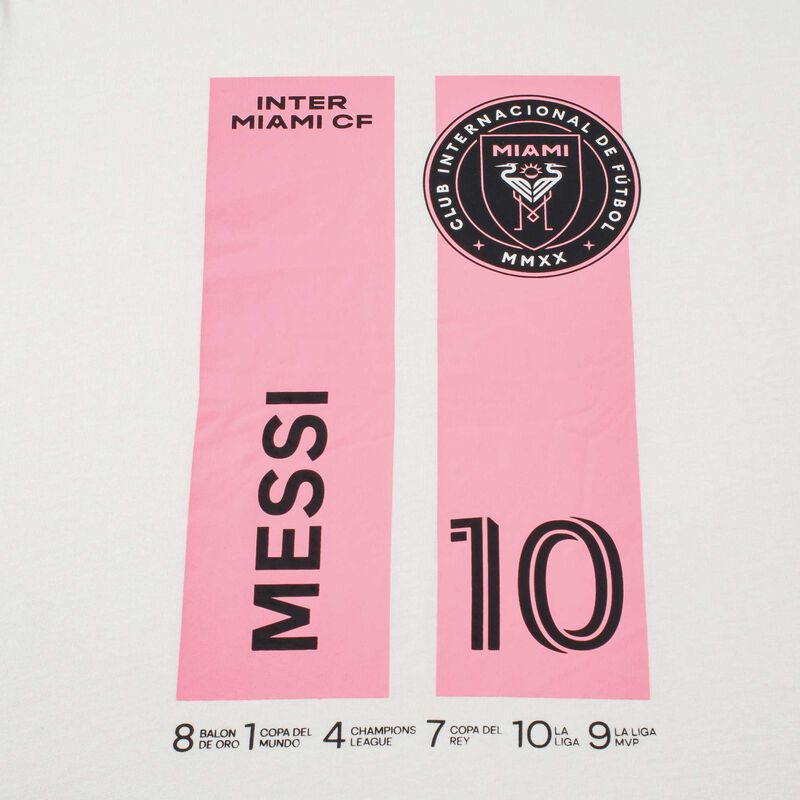 INTER
MIAMI CF
CLUB INTERNACIONAL DE FÚTBOL
MIAMI
MMXX
MESSI
10
8 BALON
DE ORO
1 COPA DEL
MUNDO
4 CHAMPIONS
LEAGUE
7 COPA DEL
REY
10 LA
LIGA
9 LA LIGA
MVP